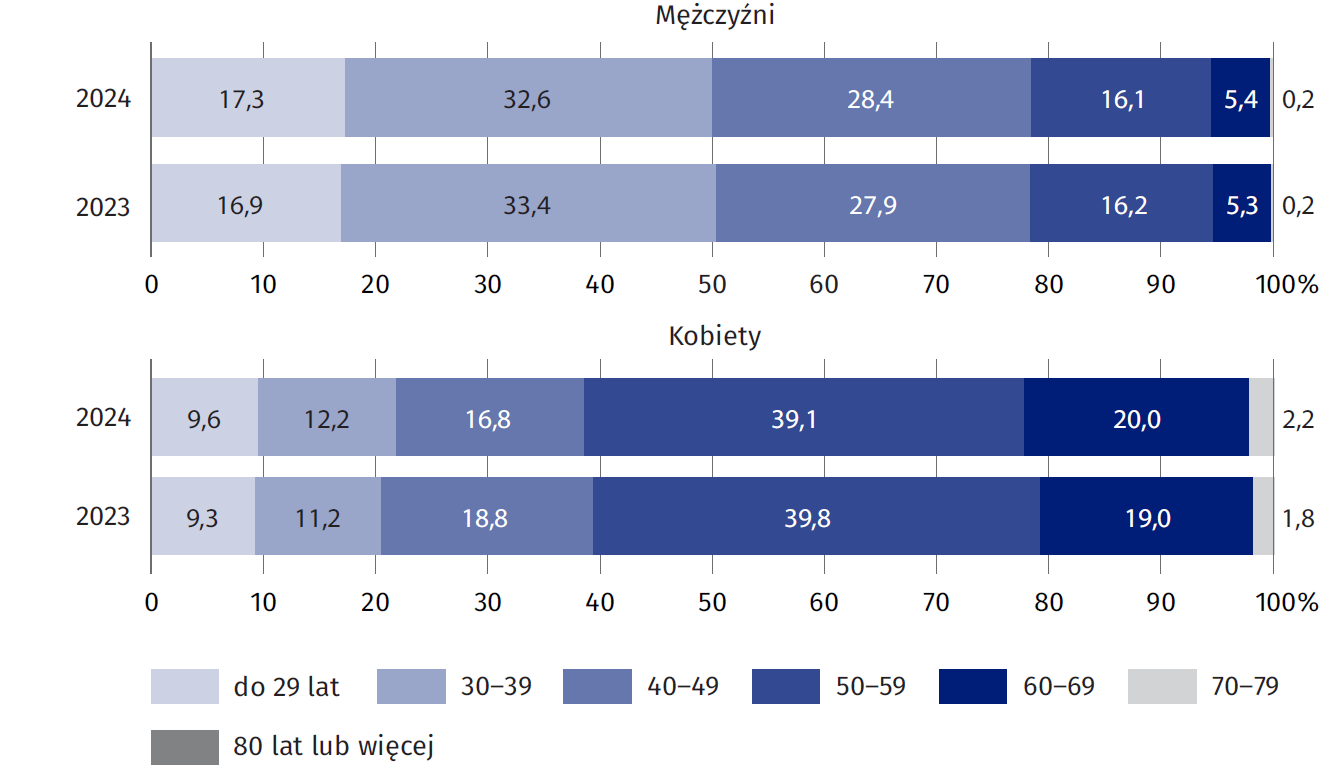 Mężczyźni
2024 17,3 32,6 28,4 16,1 5,4 0,2
2023 16,9 33,4 27,9 16,2 5,3 0,2
0 10 20 30 40 50 60 70 80 90 100%
Kobiety
2024 9,6 12,2 16,8 39,1 20,0 2,2
2023 9,3 11,2 18,8 39,8 19,0 1,8
0 10 20 30 40 50 60 70 80 90 100%
do 29 lat 30–39 40–49 50–59 60–69 70–79
80 lat lub więcej